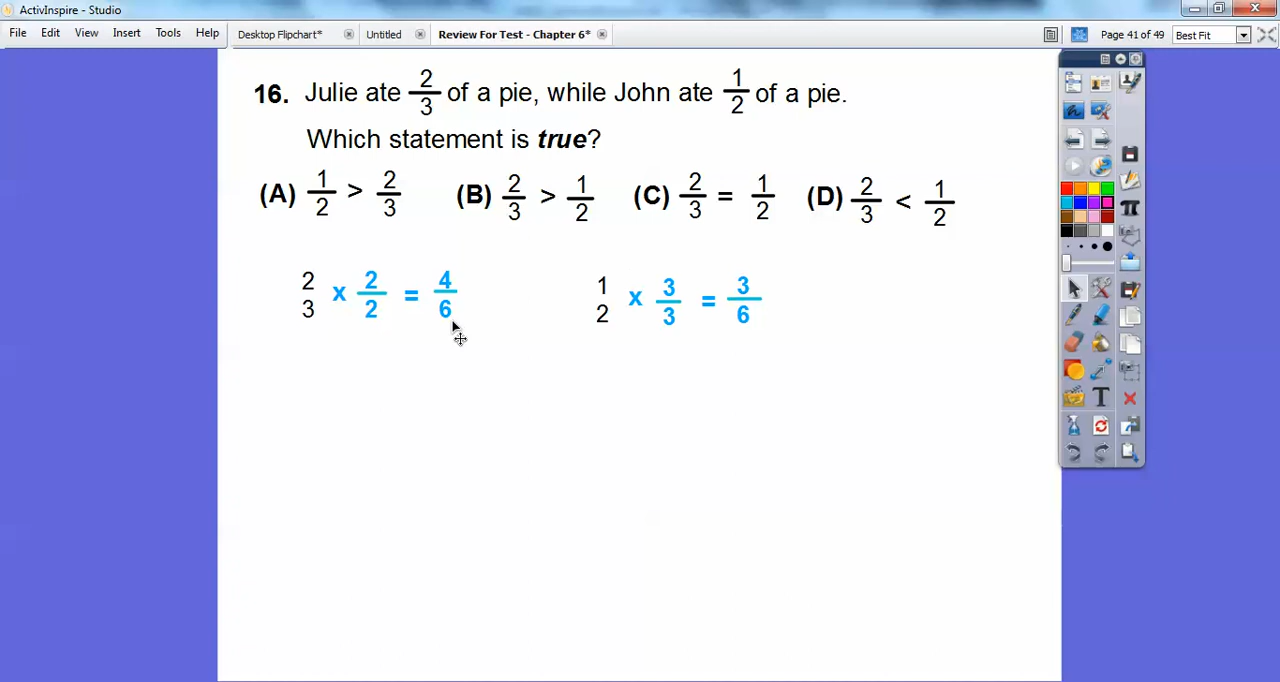 ActivInspire - Studio
File Edit View Insert Tools Help
Desktop Flipchart* Untitled Review For Test - Chapter 6* Page 41 of 49 Best Fit
16. Julie ate 2/3 of a pie, while John ate 1/2 of a pie.
Which statement is true?
(A) 1/2 > 2/3 (B) 2/3 > 1/2 (C) 2/3 = 1/2 (D) 2/3 < 1/2
2/3 x 2/2 = 4/6 1/2 x 3/3 = 3/6